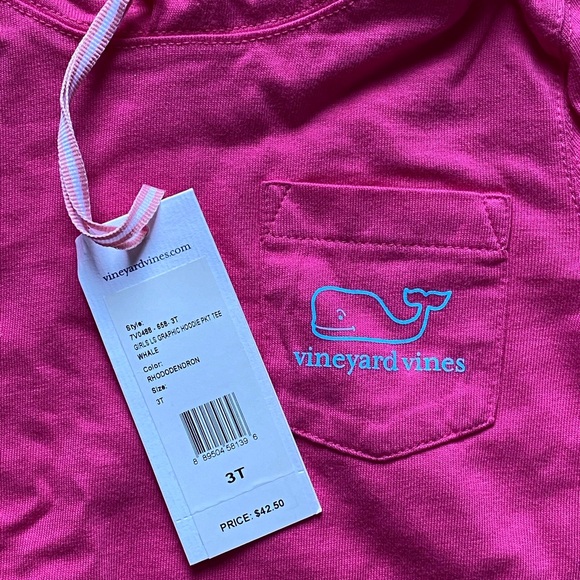 vineyardvines.com
Style:
7V0488 - 658- 3T
GIRLS LS GRAPHIC HOODIE PKT TEE
WHALE
Color:
RHODODENDRON
Size:
3T
8 89504 58139 6
3T
PRICE: $42.50
vineyard vines